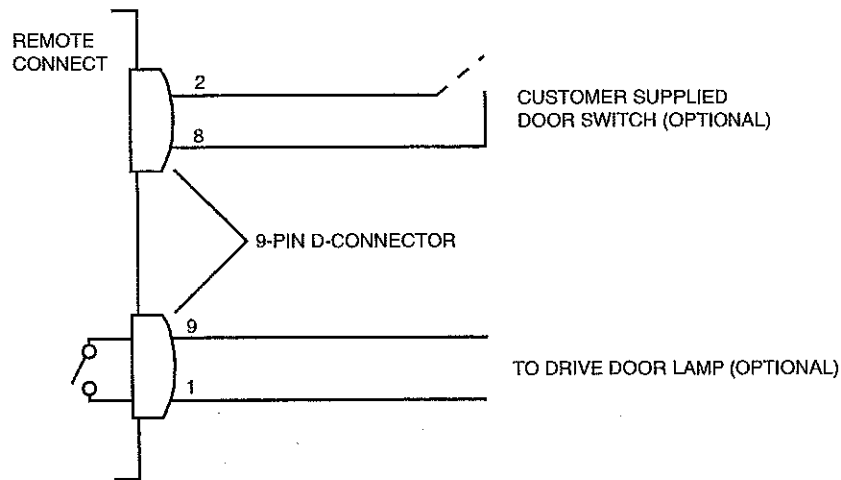 REMOTE
CONNECT
2
CUSTOMER SUPPLIED
DOOR SWITCH (OPTIONAL)
8
9-PIN D-CONNECTOR
9
TO DRIVE DOOR LAMP (OPTIONAL)
1